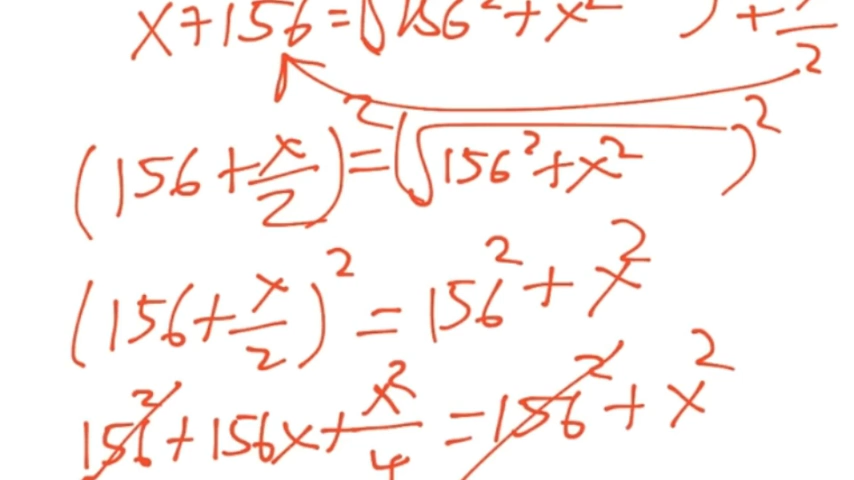 x+156=√156²+x² ) + x/2
(156+x/2)²=(√156²+x² )²
(156+x/2)²=156²+x²
156²+156x+x²/4=156²+x²